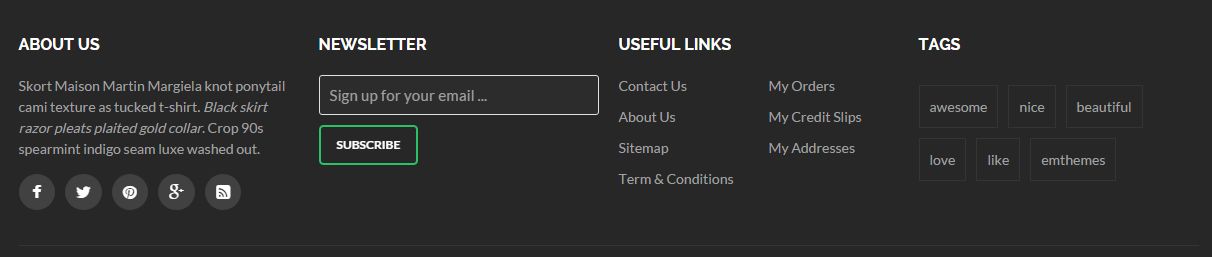 ABOUT US
Skort Maison Martin Margiela knot ponytail
cami texture as tucked t-shirt. Black skirt
razor pleats plaited gold collar. Crop 90s
spearmint indigo seam luxe washed out.
NEWSLETTER
Sign up for your email ...
SUBSCRIBE
USEFUL LINKS
Contact Us
About Us
Sitemap
Term & Conditions
My Orders
My Credit Slips
My Addresses
TAGS
awesome nice beautiful
love like emthemes